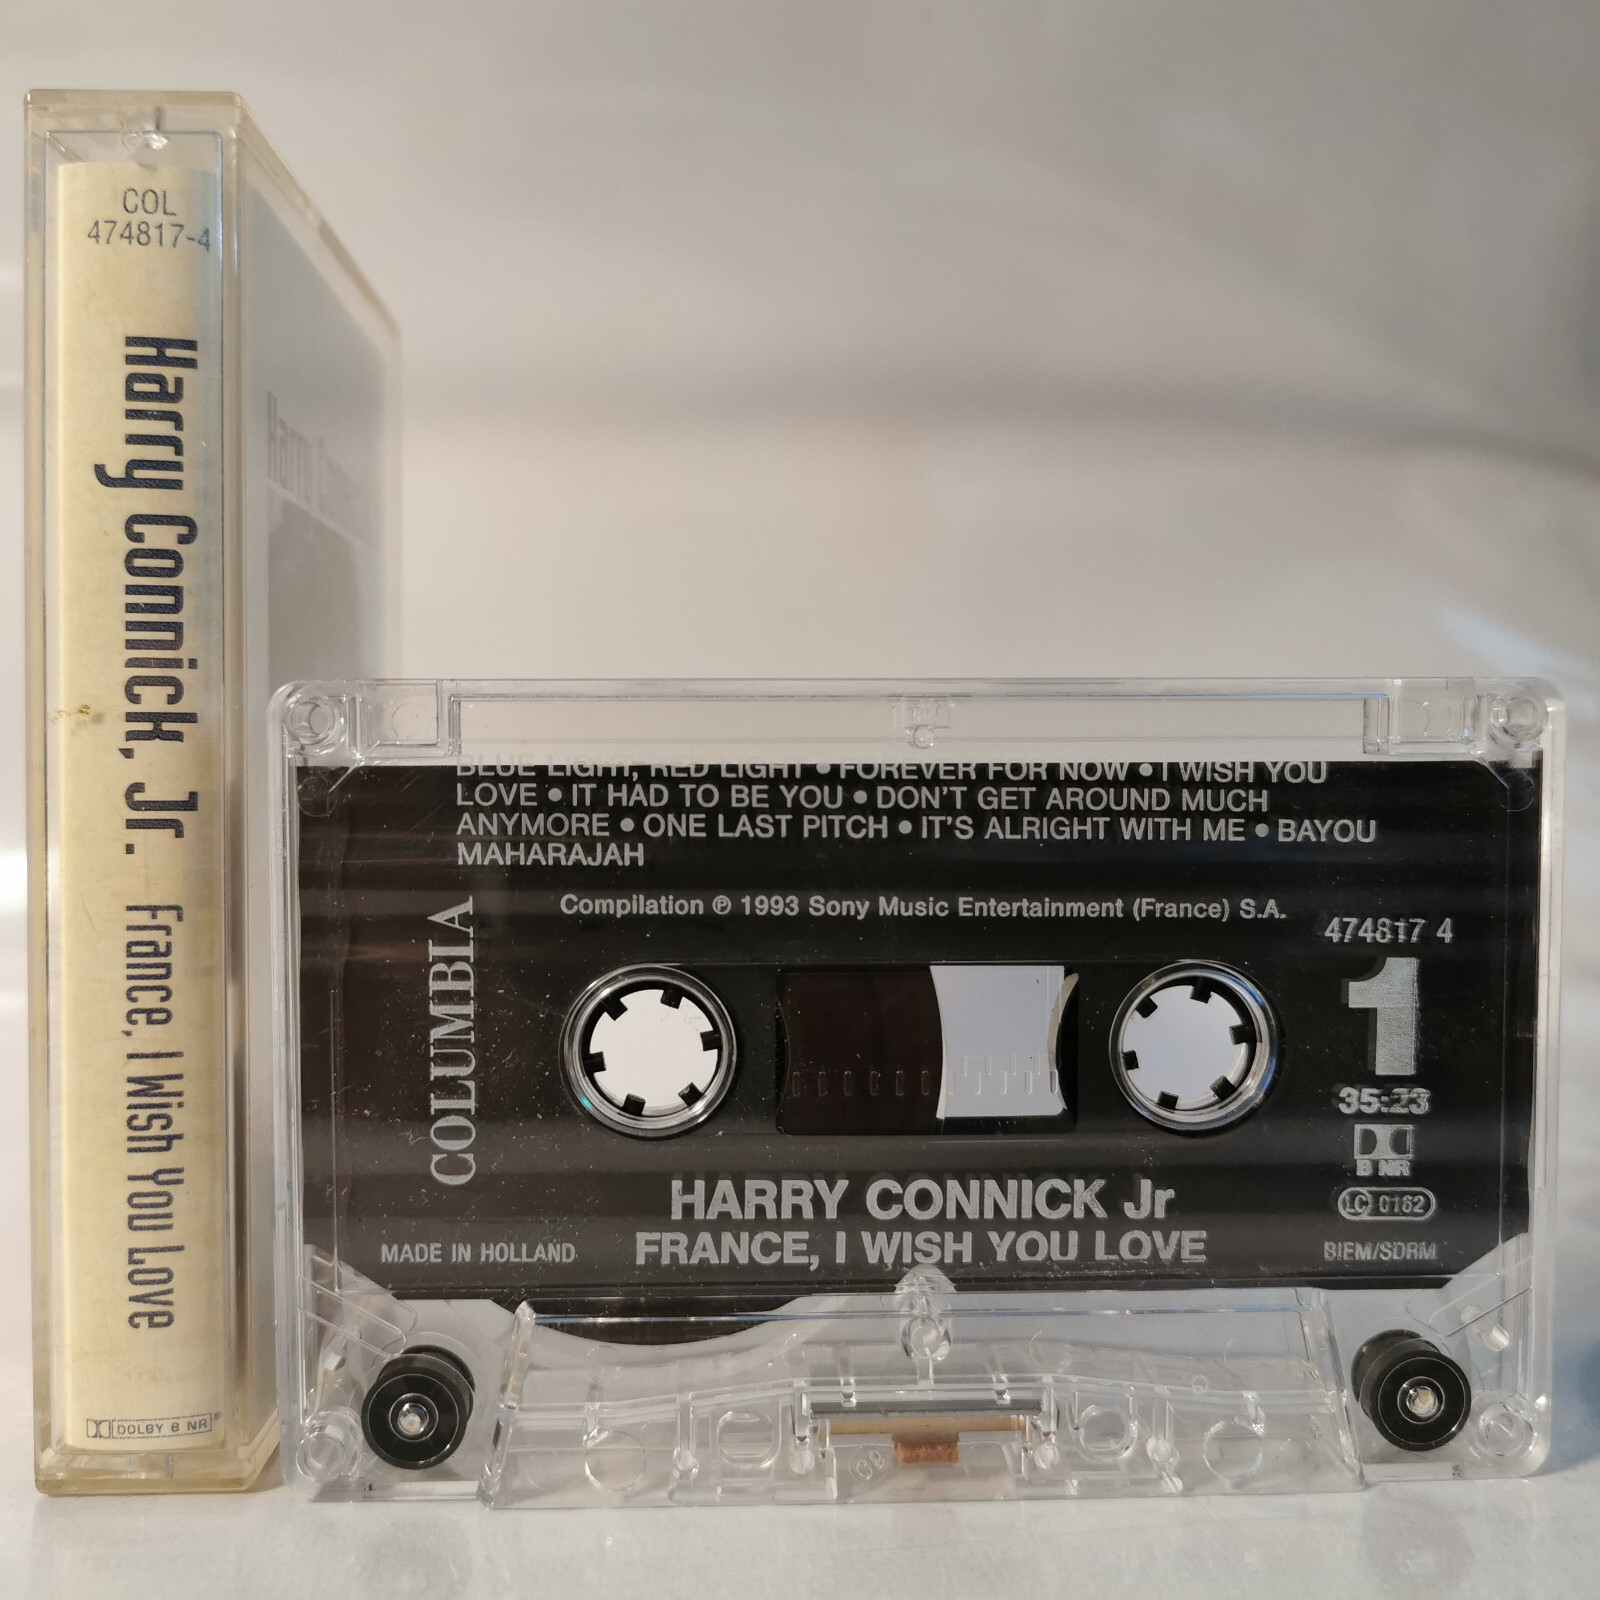 COL
474817-4
Harry Connick, Jr. France, I Wish You Love
DOLBY B NR
BLUE LIGHT, RED LIGHT • FOREVER FOR NOW • I WISH YOU
LOVE • IT HAD TO BE YOU • DON'T GET AROUND MUCH
ANYMORE • ONE LAST PITCH • IT'S ALRIGHT WITH ME • BAYOU
MAHARAJAH
Compilation ℗ 1993 Sony Music Entertainment (France) S.A.
COLUMBIA
474817 4
1
35:23
B NR
LC 0162
HARRY CONNICK Jr
FRANCE, I WISH YOU LOVE
MADE IN HOLLAND
BIEM/SDRM